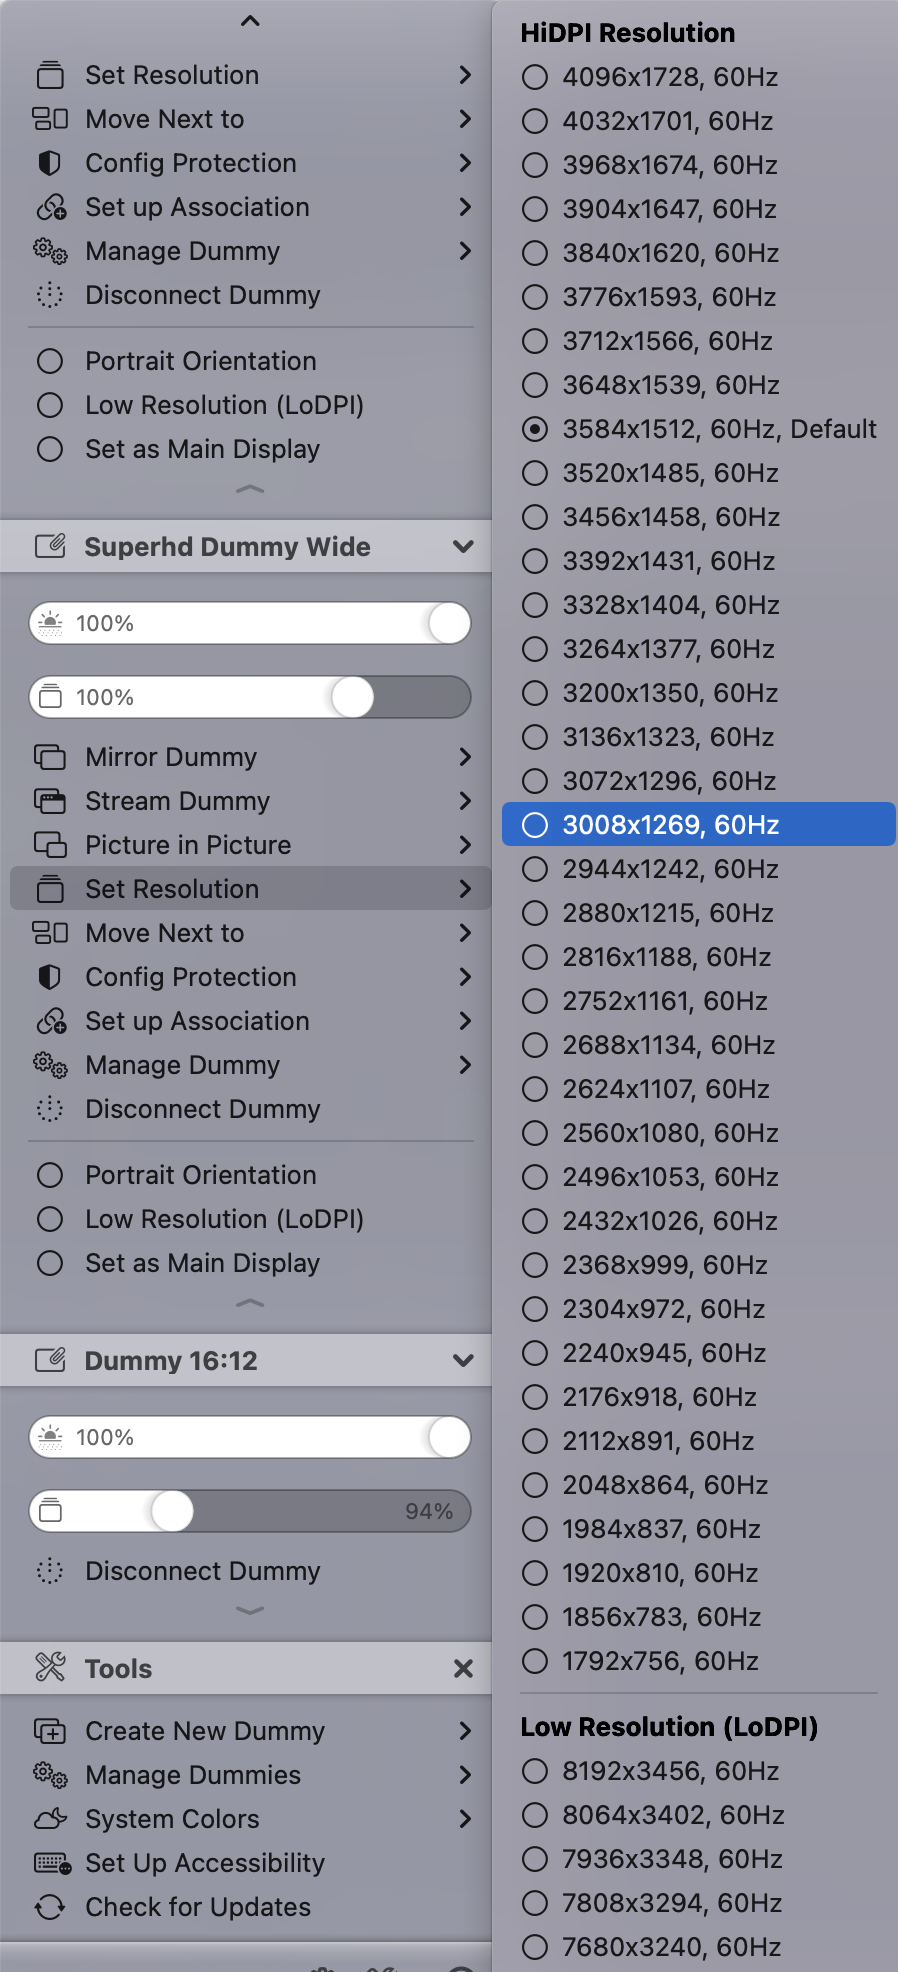 Set Resolution
Move Next to
Config Protection
Set up Association
Manage Dummy
Disconnect Dummy
Portrait Orientation
Low Resolution (LoDPI)
Set as Main Display
Superhd Dummy Wide
100%
100%
Mirror Dummy
Stream Dummy
Picture in Picture
Set Resolution
Move Next to
Config Protection
Set up Association
Manage Dummy
Disconnect Dummy
Portrait Orientation
Low Resolution (LoDPI)
Set as Main Display
Dummy 16:12
100%
94%
Disconnect Dummy
Tools
Create New Dummy
Manage Dummies
System Colors
Set Up Accessibility
Check for Updates
HiDPI Resolution
4096x1728, 60Hz
4032x1701, 60Hz
3968x1674, 60Hz
3904x1647, 60Hz
3840x1620, 60Hz
3776x1593, 60Hz
3712x1566, 60Hz
3648x1539, 60Hz
3584x1512, 60Hz, Default
3520x1485, 60Hz
3456x1458, 60Hz
3392x1431, 60Hz
3328x1404, 60Hz
3264x1377, 60Hz
3200x1350, 60Hz
3136x1323, 60Hz
3072x1296, 60Hz
3008x1269, 60Hz
2944x1242, 60Hz
2880x1215, 60Hz
2816x1188, 60Hz
2752x1161, 60Hz
2688x1134, 60Hz
2624x1107, 60Hz
2560x1080, 60Hz
2496x1053, 60Hz
2432x1026, 60Hz
2368x999, 60Hz
2304x972, 60Hz
2240x945, 60Hz
2176x918, 60Hz
2112x891, 60Hz
2048x864, 60Hz
1984x837, 60Hz
1920x810, 60Hz
1856x783, 60Hz
1792x756, 60Hz
Low Resolution (LoDPI)
8192x3456, 60Hz
8064x3402, 60Hz
7936x3348, 60Hz
7808x3294, 60Hz
7680x3240, 60Hz